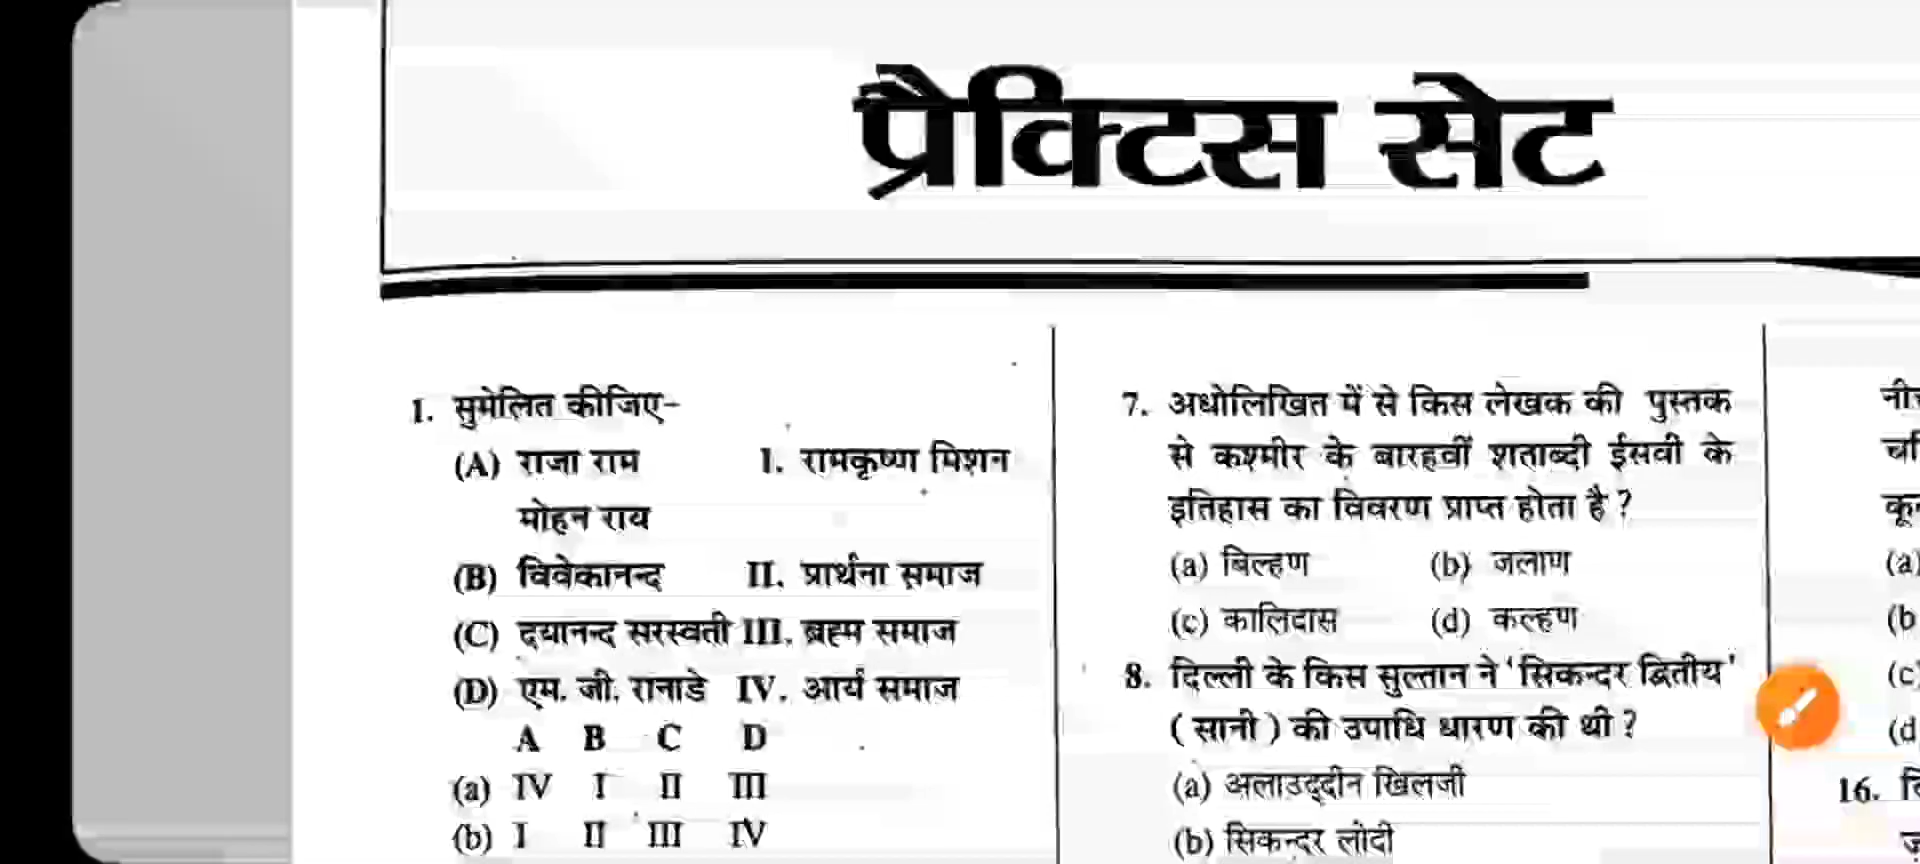 प्रैक्टिस सेट
1. सुमेलित कीजिए-
(A) राजा राम I. रामकृष्ण मिशन
मोहन राय
(B) विवेकानन्द II. प्रार्थना समाज
(C) दयानन्द सरस्वती III. ब्रह्म समाज
(D) एम. जी. रानाडे IV. आर्य समाज
A B C D
(a) IV I II III
(b) I II III IV
7. अधोलिखित में से किस लेखक की पुस्तक
से कश्मीर के बारहवीं शताब्दी ईसवी के
इतिहास का विवरण प्राप्त होता है ?
(a) बिल्हण (b) जलाण
(c) कालिदास (d) कल्हण
8. दिल्ली के किस सुल्तान ने 'सिकन्दर द्वितीय'
( सानी ) की उपाधि धारण की थी ?
(a) अलाउद्दीन खिलजी
(b) सिकन्दर लोदी
(a)
(b
(c)
(d
16.